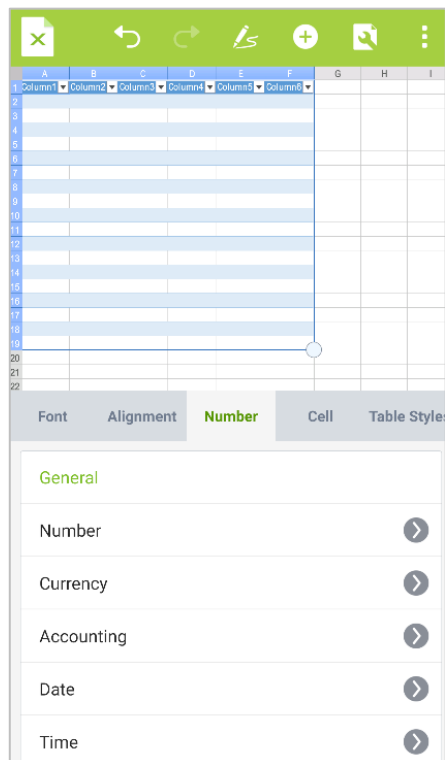 A B C D E F G H I
1 Column1 Column2 Column3 Column4 Column5 Column6
2
3
4
5
6
7
8
9
10
11
12
13
14
15
16
17
18
19
20
21
22
Font Alignment Number Cell Table Style
General
Number
Currency
Accounting
Date
Time